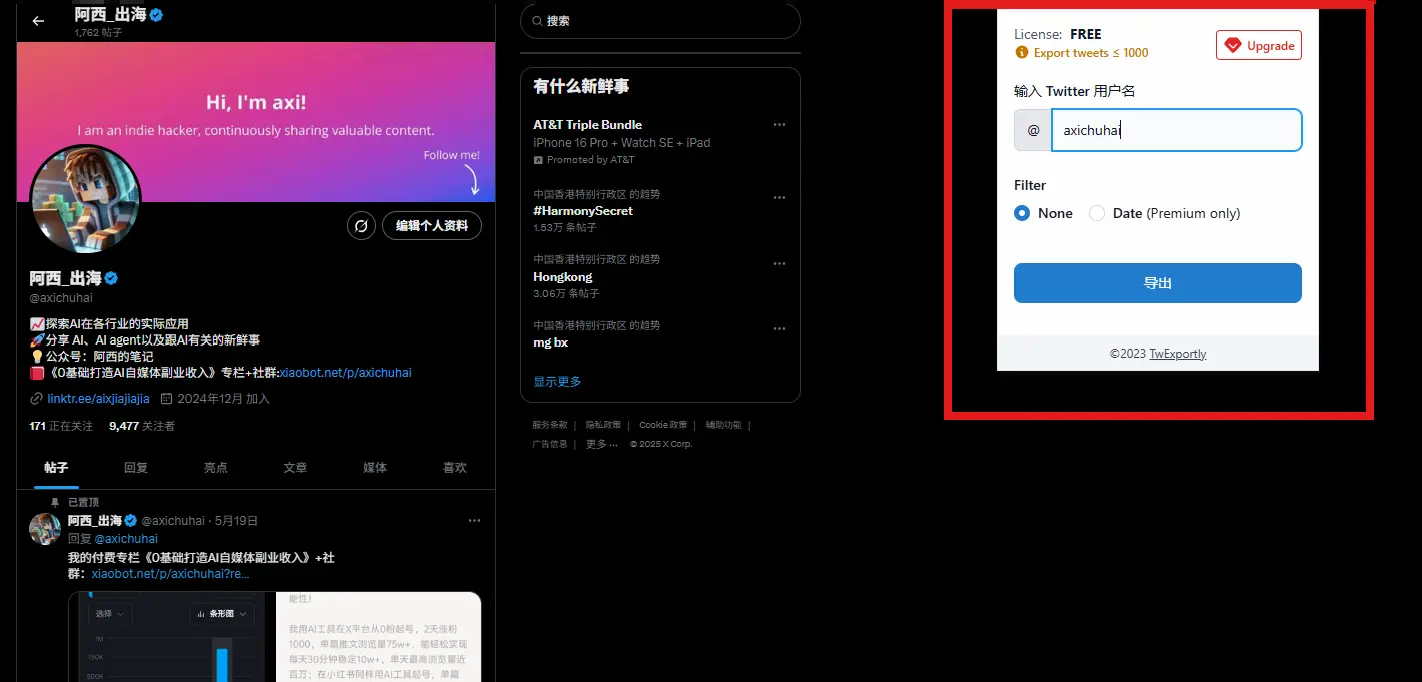 阿西_出海
1,762 帖子
Hi, I'm axi!
I am an indie hacker, continuously sharing valuable content.
Follow me!
编辑个人资料
阿西_出海
@axichuhai
📈探索AI在各行业的实际应用
🚀分享 AI、AI agent以及跟AI有关的新鲜事
💡公众号：阿西的笔记
📕《0基础打造AI自媒体副业收入》专栏+社群:xiaobot.net/p/axichuhai
linktr.ee/aixjiajiajia 2024年12月 加入
171 正在关注 9,477 关注者
帖子 回复 亮点 文章 媒体 喜欢
已置顶
阿西_出海 @axichuhai · 5月19日
回复 @axichuhai
我的付费专栏《0基础打造AI自媒体副业收入》+社
群：xiaobot.net/p/axichuhai?re...
选择 条形图
1M
750K
500K
能性!
我用AI工具在X平台从0粉起号，2天涨粉
1000，单篇推文浏览量75w+，能轻松实现
每天30分钟稳定10w+，单天最高浏览量近
百万；在小红书同样用AI工具起号，单篇
搜索
有什么新鲜事
AT&T Triple Bundle
iPhone 16 Pro + Watch SE + iPad
Promoted by AT&T
中国香港特别行政区 的趋势
#HarmonySecret
1.53万 条帖子
中国香港特别行政区 的趋势
Hongkong
3.06万 条帖子
中国香港特别行政区 的趋势
mg bx
显示更多
服务条款 | 隐私政策 | Cookie 政策 | 辅助功能 |
广告信息 | 更多 ··· © 2025 X Corp.
License: FREE
Export tweets ≤ 1000
Upgrade
输入 Twitter 用户名
@ axichuhai
Filter
None Date (Premium only)
导出
©2023 TwExportly